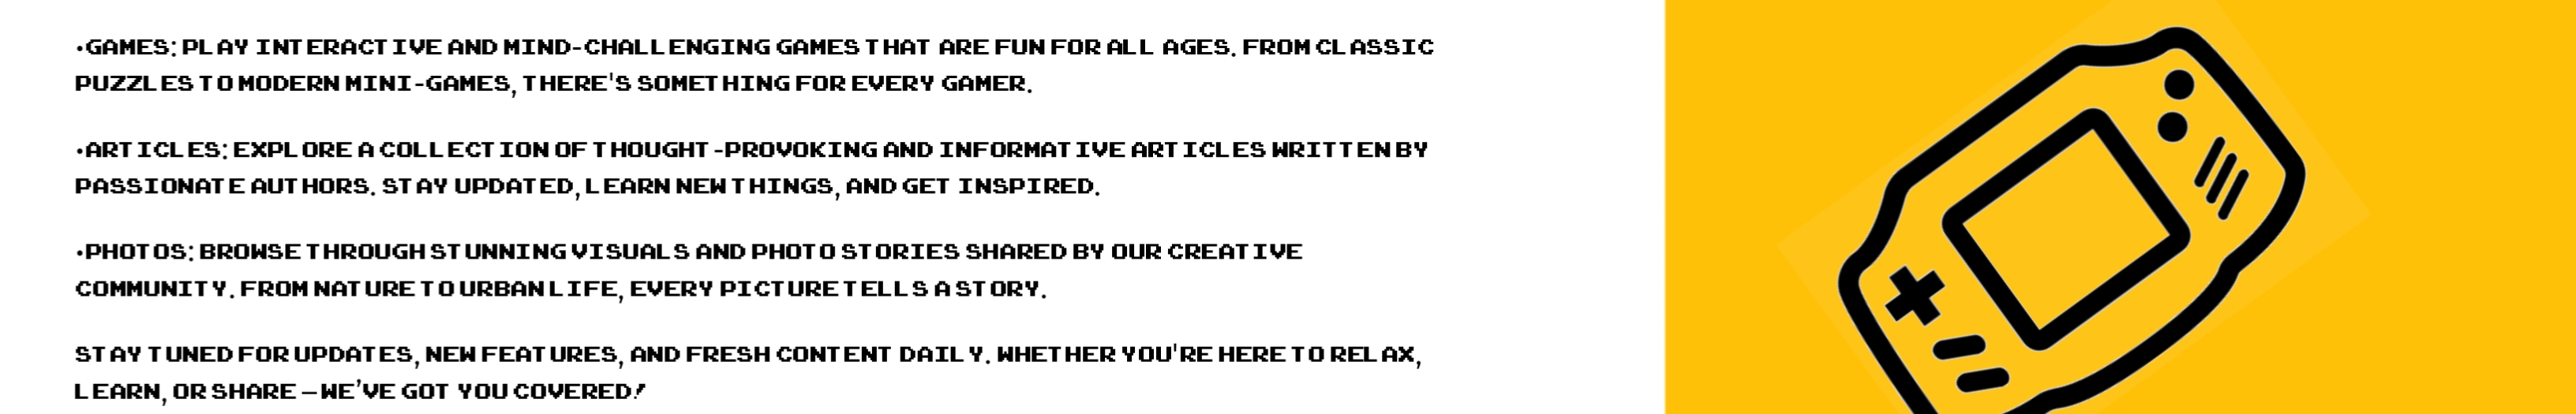 •GAMES: PLAY INTERACTIVE AND MIND-CHALLENGING GAMES THAT ARE FUN FOR ALL AGES. FROM CLASSIC
PUZZLES TO MODERN MINI-GAMES, THERE'S SOMETHING FOR EVERY GAMER.
•ARTICLES: EXPLORE A COLLECTION OF THOUGHT-PROVOKING AND INFORMATIVE ARTICLES WRITTEN BY
PASSIONATE AUTHORS. STAY UPDATED, LEARN NEW THINGS, AND GET INSPIRED.
•PHOTOS: BROWSE THROUGH STUNNING VISUALS AND PHOTO STORIES SHARED BY OUR CREATIVE
COMMUNITY. FROM NATURE TO URBAN LIFE, EVERY PICTURE TELLS A STORY.
STAY TUNED FOR UPDATES, NEW FEATURES, AND FRESH CONTENT DAILY. WHETHER YOU'RE HERE TO RELAX,
LEARN, OR SHARE — WE’VE GOT YOU COVERED!